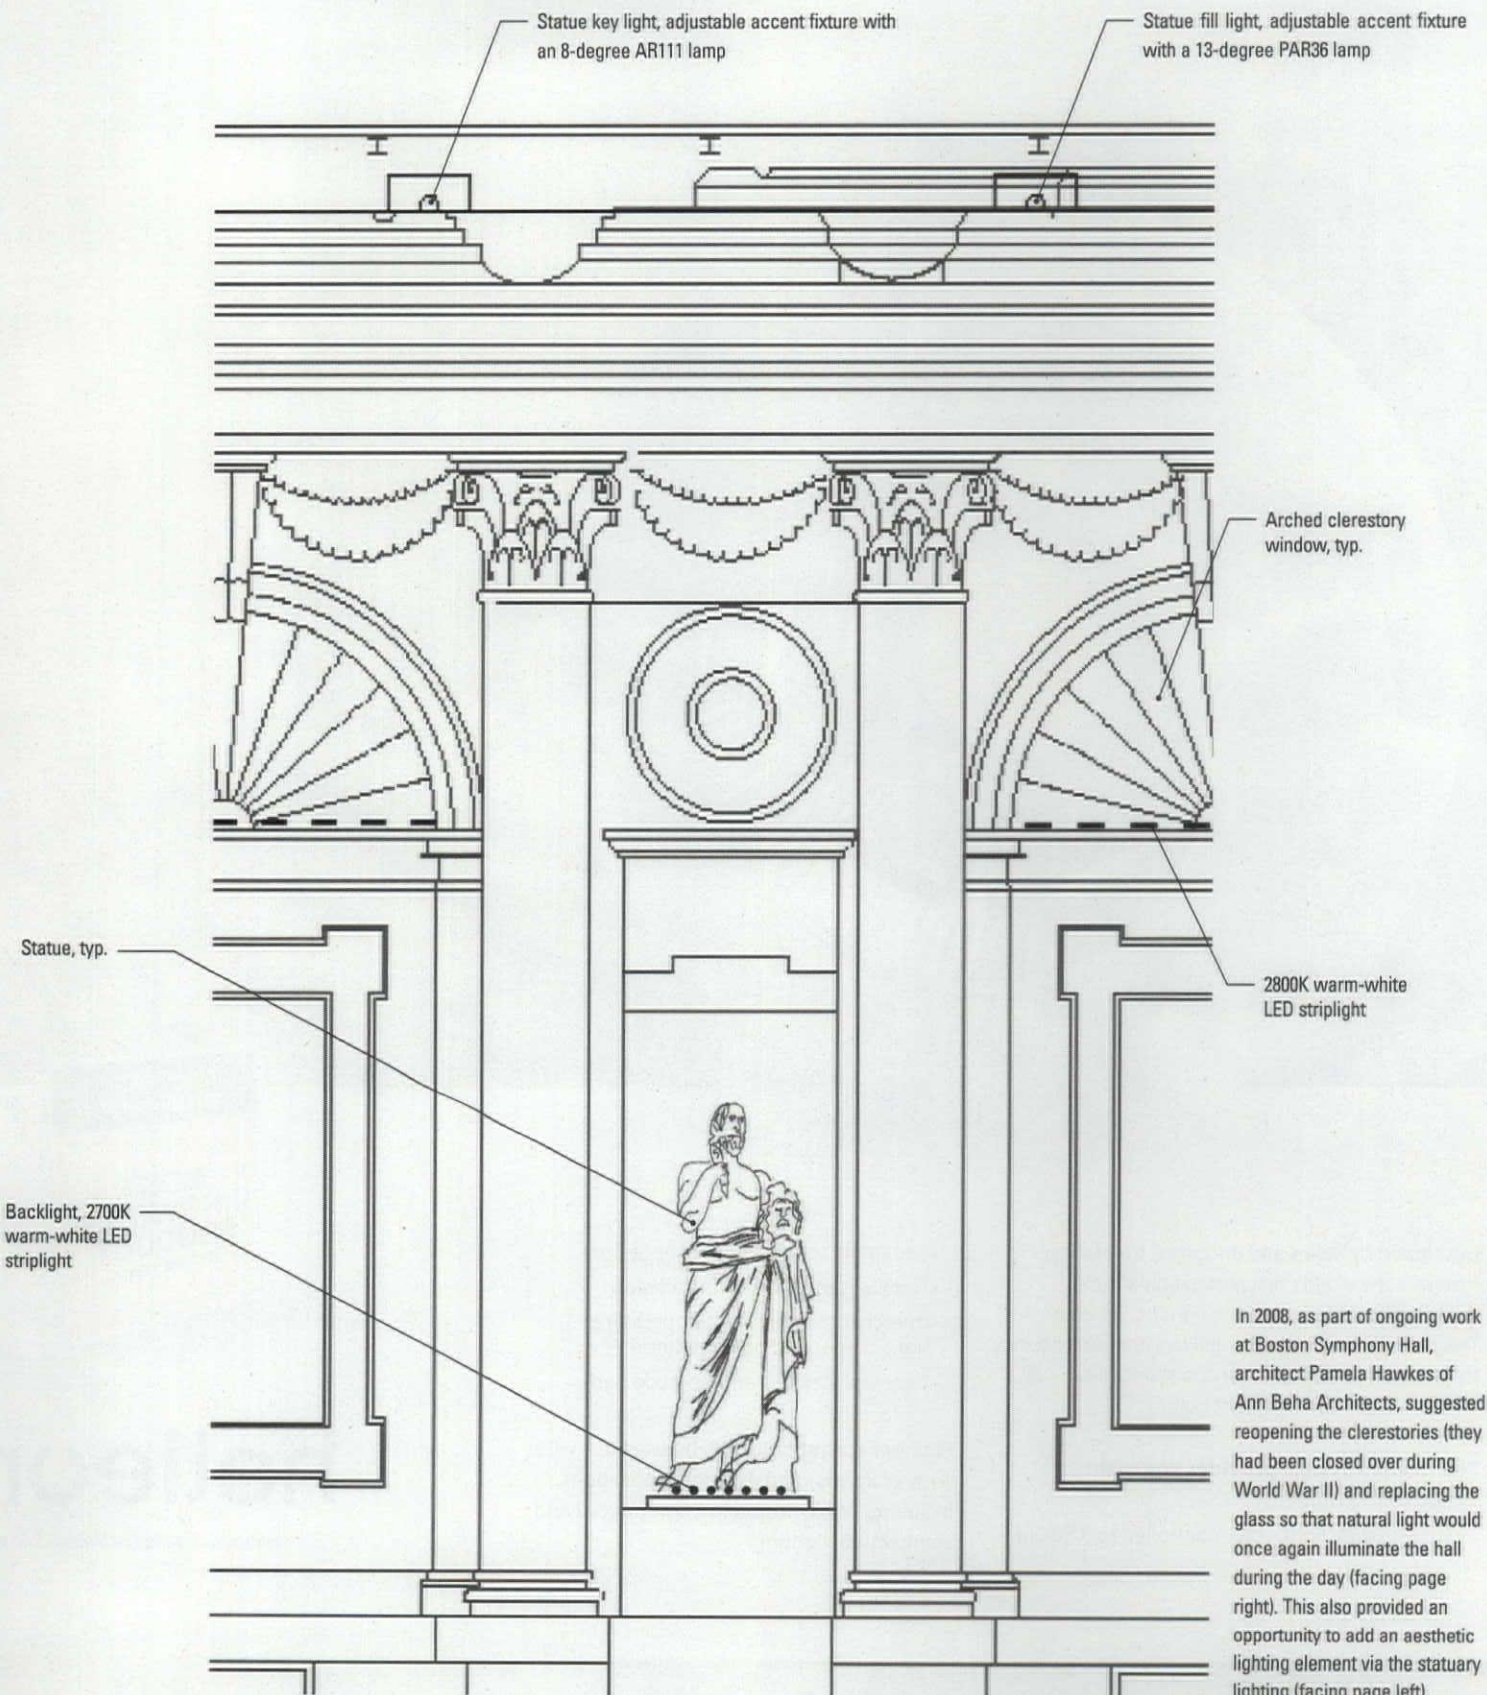 Statue key light, adjustable accent fixture with
an 8-degree AR111 lamp
Statue fill light, adjustable accent fixture
with a 13-degree PAR36 lamp
Arched clerestory
window, typ.
Statue, typ.
2800K warm-white
LED striplight
Backlight, 2700K
warm-white LED
striplight
In 2008, as part of ongoing work
at Boston Symphony Hall,
architect Pamela Hawkes of
Ann Beha Architects, suggested
reopening the clerestories (they
had been closed over during
World War II) and replacing the
glass so that natural light would
once again illuminate the hall
during the day (facing page
right). This also provided an
opportunity to add an aesthetic
lighting element via the statuary
lighting (facing page left).